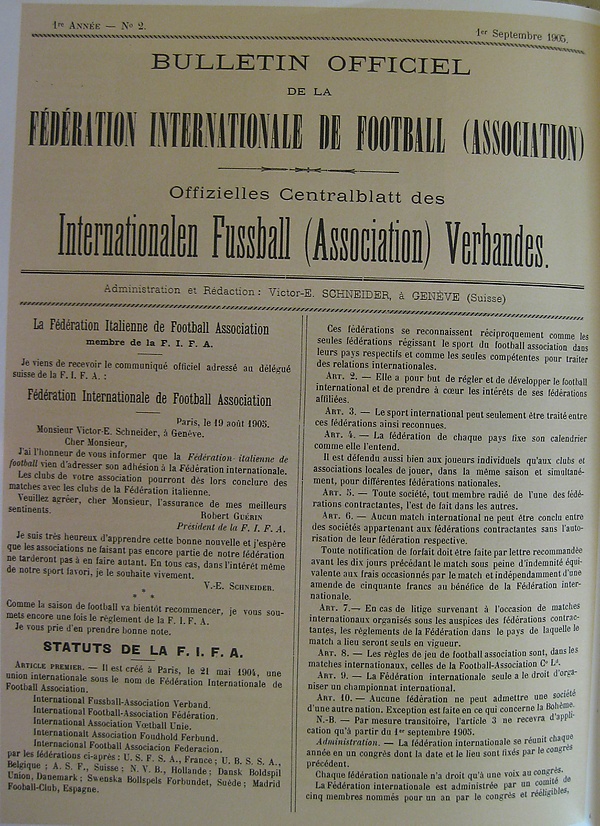 1re ANNÉE — No 2.
1er Septembre 1905.
BULLETIN OFFICIEL
DE LA
FÉDÉRATION INTERNATIONALE DE FOOTBALL (ASSOCIATION)
Offizielles Centralblatt des
Internationalen Fussball (Association) Verbandes.
Administration et Rédaction : Victor-E. SCHNEIDER, à GENÈVE (Suisse)
La Fédération Italienne de Football Association
membre de la F. I. F. A.
Je viens de recevoir le communiqué officiel adressé au délégué
suisse de la F. I. F. A. :
Fédération Internationale de Football Association
Paris, le 19 août 1905.
Monsieur Victor-E. Schneider, à Genève.
Cher Monsieur,
J'ai l'honneur de vous informer que la Fédération italienne de
football vient d'adresser son adhésion à la Fédération internationale.
Les clubs de votre association pourront dès lors conclure des
matches avec les clubs de la Fédération italienne.
Veuillez agréer, cher Monsieur, l'assurance de mes meilleurs
sentiments.
Robert GUÉRIN
Président de la F. I. F. A.
Je suis très heureux d'apprendre cette bonne nouvelle et j'espère
que les associations ne faisant pas encore partie de notre fédération
ne tarderont pas à en faire autant. En tous cas, dans l'intérêt même
de notre sport favori, je le souhaite vivement.
V.-E. SCHNEIDER.
* * *
Comme la saison de football va bientôt recommencer, je vous sou-
mets encore une fois le règlement de la F. I. F. A.
Je vous prie d'en prendre bonne note.
STATUTS DE LA F. I. F. A.
ARTICLE PREMIER. — Il est créé à Paris, le 21 mai 1904, une
union internationale sous le nom de Fédération Internationale de
Football Association.
International Fussball-Association Verband.
International Football-Association Fédération.
International Association Vœtball Unie.
Internationalt Association Foudhold Ferbund.
Internacional Football Associacion Federacion.
par les fédérations ci-après : U. S. F. S. A., France ; U. B. S. S. A.,
Belgique ; A. S. F., Suisse ; N. V. B., Hollande ; Dansk Boldspil
Union, Danemark ; Swenska Bollspels Forbundet, Suède ; Madrid
Fooball-Club, Espagne.
Ces fédérations se reconnaissent réciproquement comme les
seules fédérations régissant le sport du football association dans
leurs pays respectifs et comme les seules compétentes pour traiter
des relations internationales.
ART. 2. — Elle a pour but de régler et de développer le football
international et de prendre à cœur les intérêts de ses fédérations
affiliées.
ART. 3. — Le sport international peut seulement être traité entre
ces fédérations ainsi reconnues.
ART. 4. — La fédération de chaque pays fixe son calendrier
comme elle l'entend.
Il est défendu aussi bien aux joueurs individuels qu'aux clubs et
associations locales de jouer, dans la même saison et simultané-
ment, pour différentes fédérations nationales.
ART. 5. — Toute société, tout membre radié de l'une des fédé-
rations contractantes, l'est de fait dans les autres.
ART. 6. — Aucun match international ne peut être conclu entre
des sociétés appartenant aux fédérations contractantes sans l'auto-
risation de leur fédération respective.
Toute notification de forfait doit être faite par lettre recommandée
avant les dix jours précédant le match sous peine d'indemnité équi-
valente aux frais occasionnés par le match et indépendamment d'une
amende de cinquante francs au bénéfice de la Fédération inter-
nationale.
ART. 7. — En cas de litige survenant à l'occasion de matches
internationaux organisés sous les auspices des fédérations contrac-
tantes, les règlements de la Fédération dans le pays de laquelle le
match a lieu seront seuls en vigueur.
ART. 8. — Les règles de jeu de football association sont, dans les
matches internationaux, celles de la Football-Association Cy Ld.
ART. 9. — La Fédération internationale seule a le droit d'orga-
niser un championnat international.
ART. 10. — Aucune fédération ne peut admettre une société
d'une autre nation. Exception est faite en ce qui concerne la Bohême.
N.-B. — Par mesure transitoire, l'article 3 ne recevra d'appli-
cation qu'à partir du 1er septembre 1905.
Administration. — La fédération internationale se réunit chaque
année en un congrès dont la date et le lieu sont fixés par le congrès
précédent.
Chaque fédération nationale n'a droit qu'à une voix au congrès.
La Fédération internationale est administrée par un comité de
cinq membres nommés pour un an par le congrès et rééligibles,